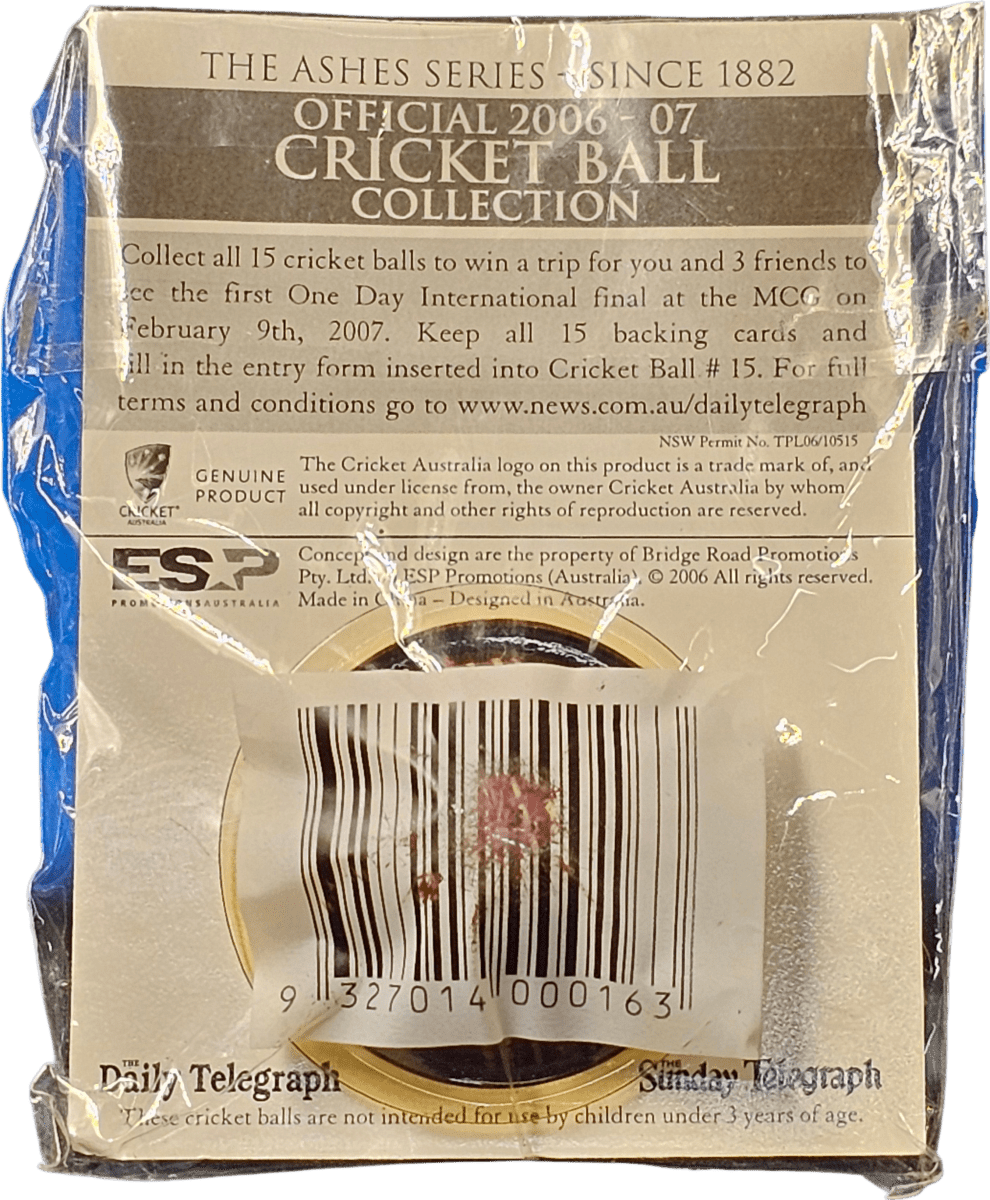 THE ASHES SERIES - SINCE 1882
OFFICIAL 2006 - 07
CRICKET BALL
COLLECTION
Collect all 15 cricket balls to win a trip for you and 3 friends to
see the first One Day International final at the MCG on
February 9th, 2007. Keep all 15 backing cards and
fill in the entry form inserted into Cricket Ball # 15. For full
terms and conditions go to www.news.com.au/dailytelegraph
NSW Permit No. TPL06/10515
CRICKET
AUSTRALIA
GENUINE
PRODUCT
The Cricket Australia logo on this product is a trade mark of, and
used under license from, the owner Cricket Australia by whom
all copyright and other rights of reproduction are reserved.
ESP
PROMOTIONSAUSTRALIA
Concept and design are the property of Bridge Road Promotions
Pty. Ltd. ESP Promotions (Australia). © 2006 All rights reserved.
Made in China – Designed in Australia.
9 327014 000163
THE
Daily Telegraph
THE
Sunday Telegraph
These cricket balls are not intended for use by children under 3 years of age.